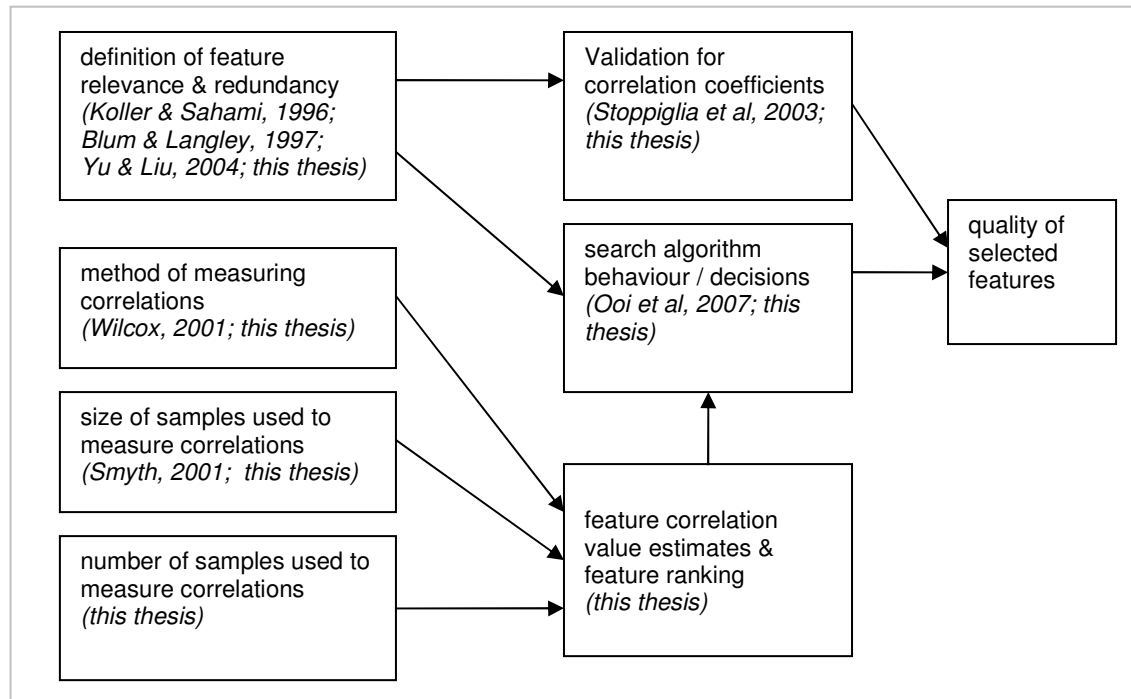 definition of feature
relevance & redundancy
(Koller & Sahami, 1996;
Blum & Langley, 1997;
Yu & Liu, 2004; this thesis)
Validation for
correlation coefficients
(Stoppiglia et al, 2003;
this thesis)
quality of
selected
features
method of measuring
correlations
(Wilcox, 2001; this thesis)
search algorithm
behaviour / decisions
(Ooi et al, 2007; this
thesis)
size of samples used to
measure correlations
(Smyth, 2001; this thesis)
feature correlation
value estimates &
feature ranking
(this thesis)
number of samples used to
measure correlations
(this thesis)